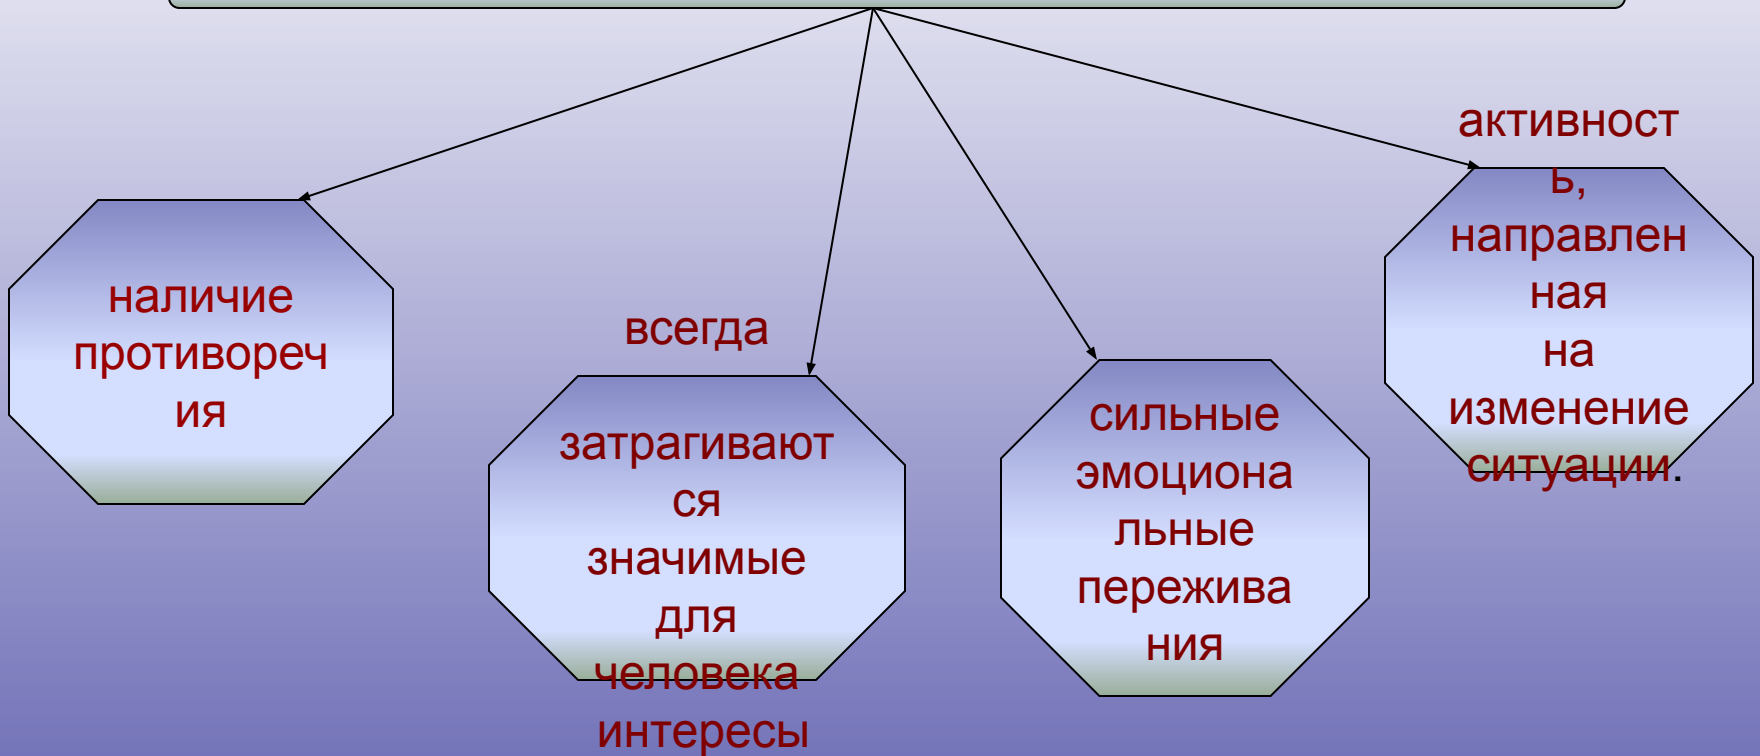 наличие
противореч
ия
всегда
затрагивают
ся
значимые
для
человека
интересы
сильные
эмоциона
льные
пережива
ния
активност
ь,
направлен
ная
на
изменение
ситуации.